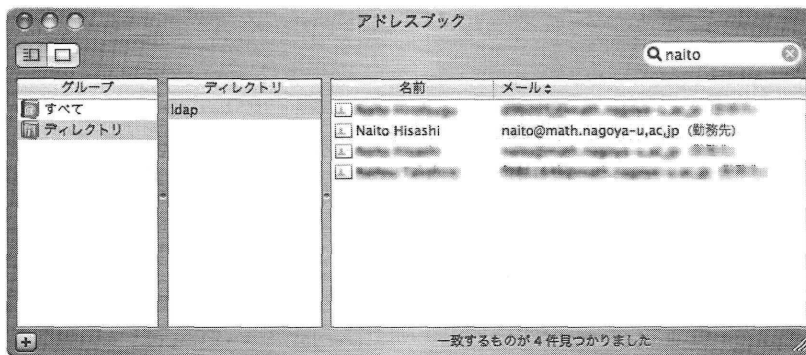 アドレスブック
naito
グループ
ディレクトリ
名前
メール
すべて
ディレクトリ
ldap
Naito Hisashi
naito@math.nagoya-u,ac,jp (勤務先)
一致するものが 4 件見つかりました